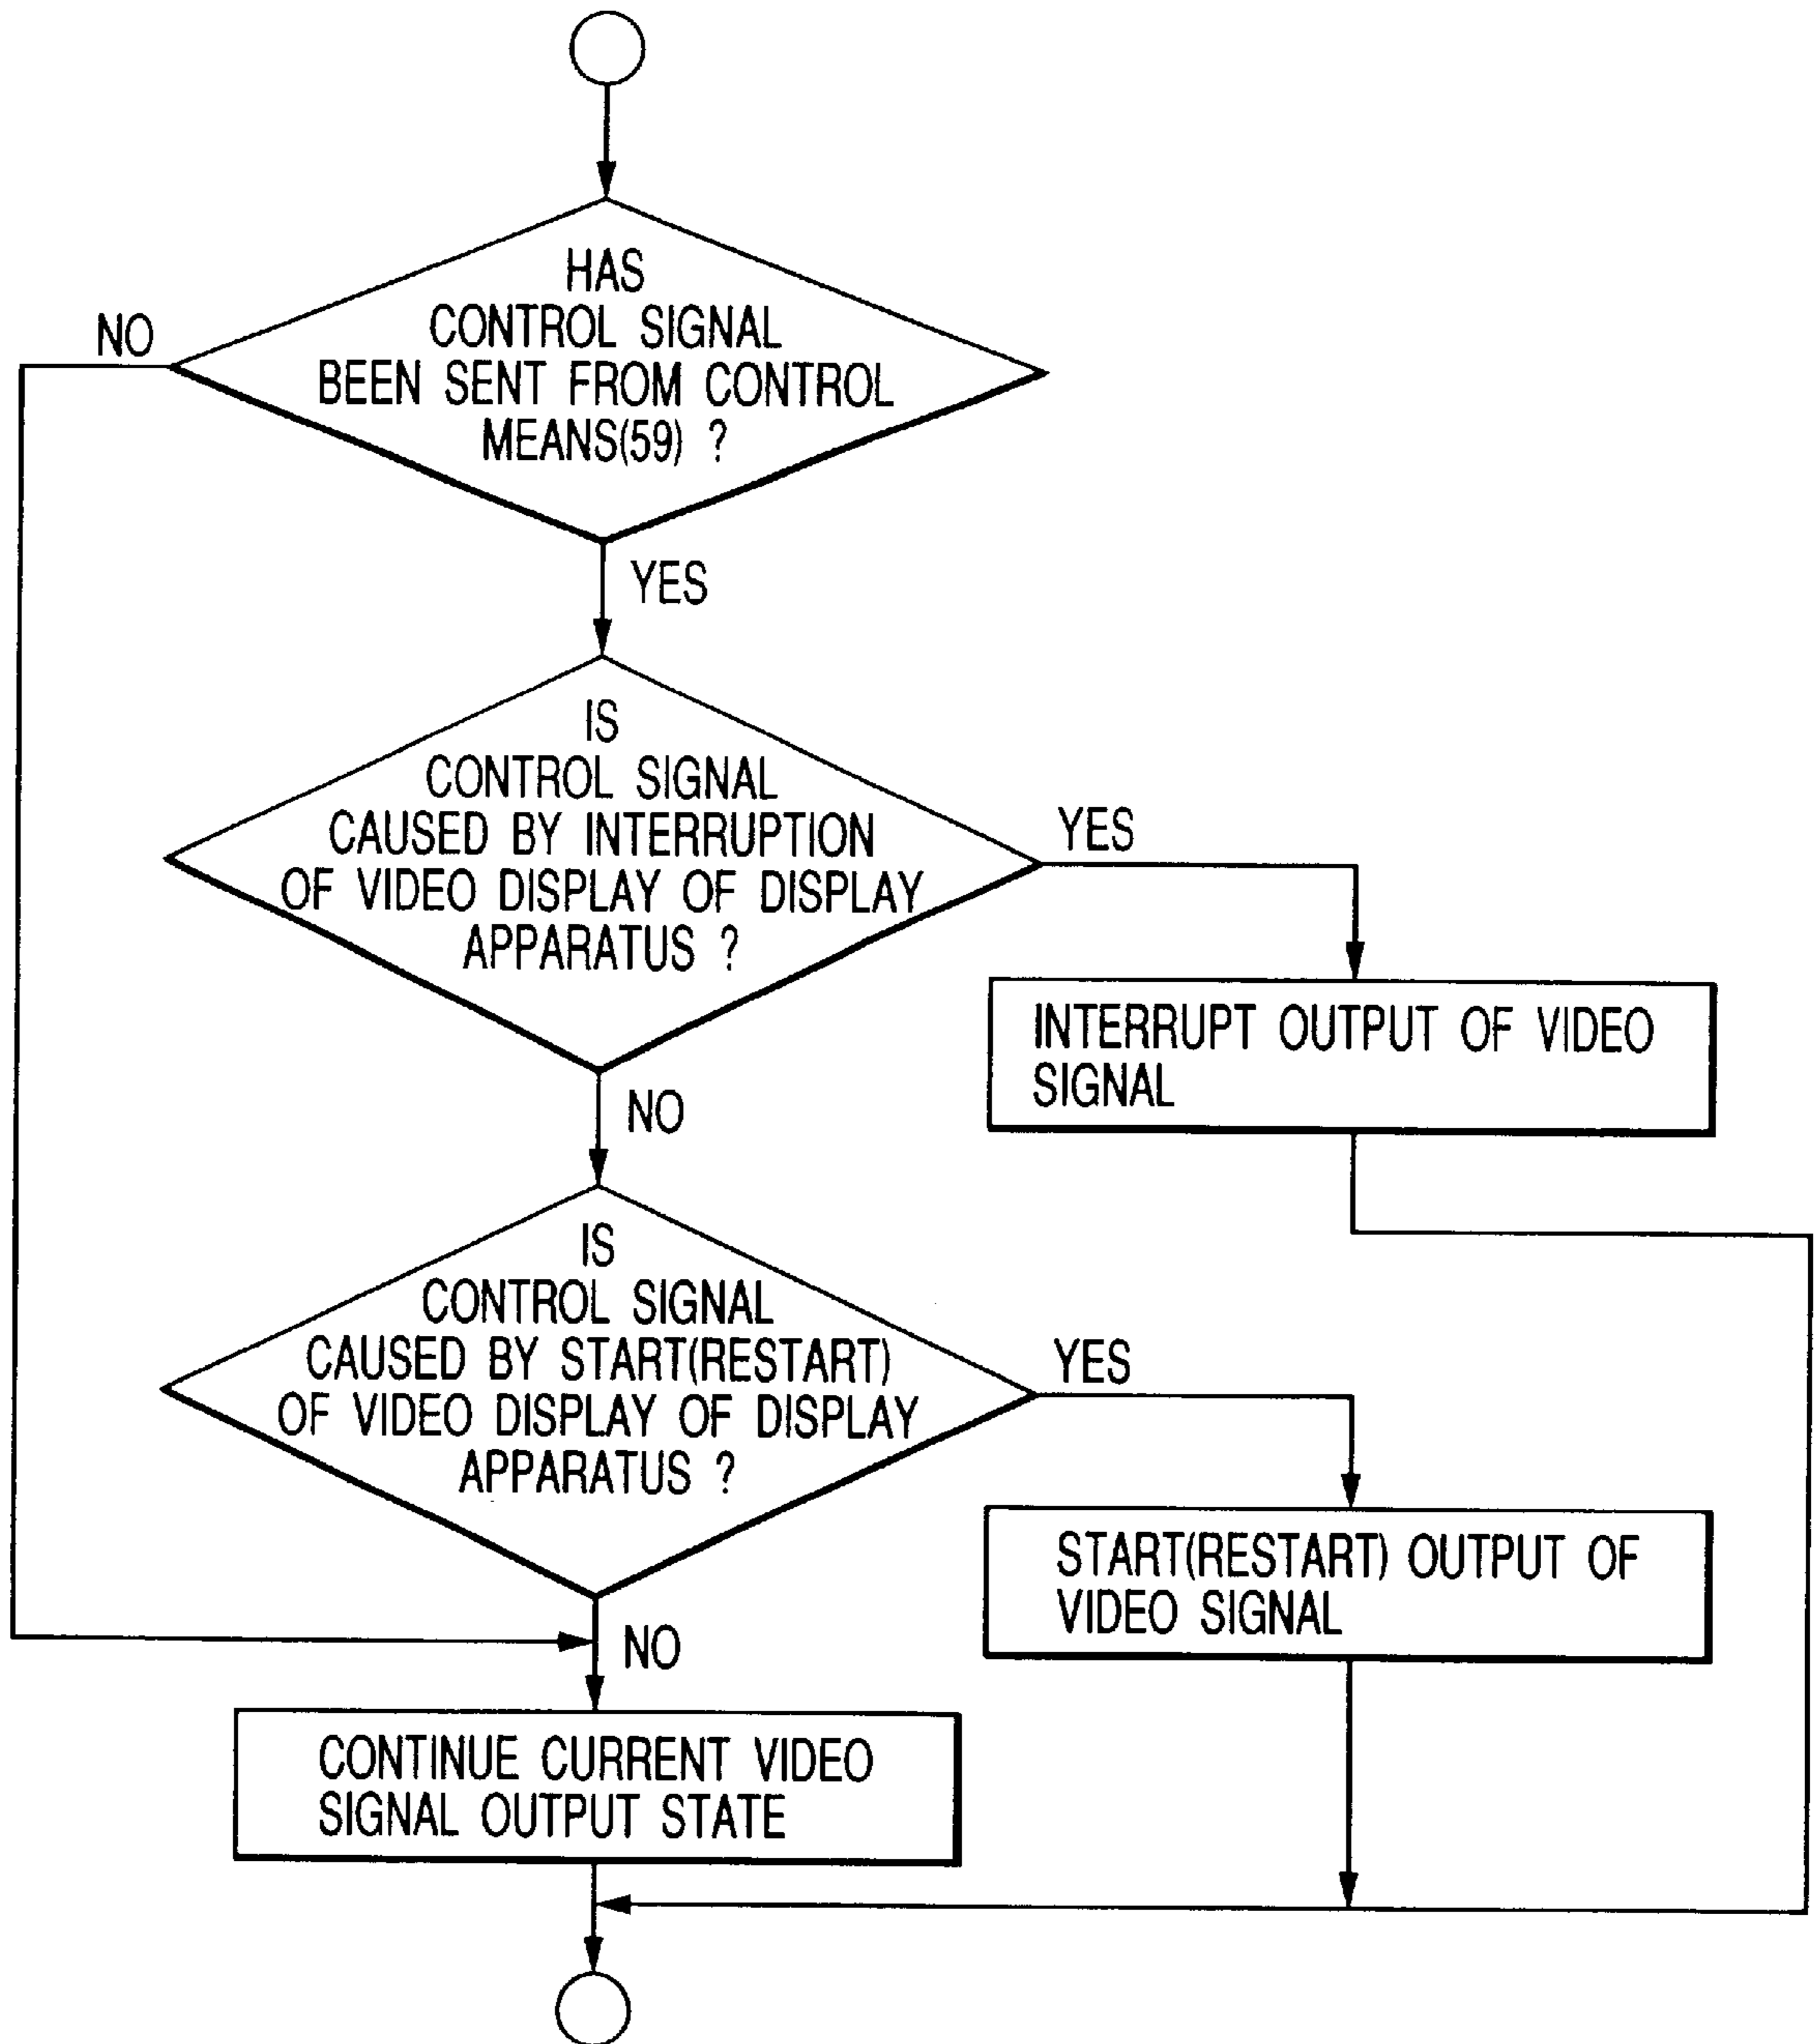 HAS
CONTROL SIGNAL
BEEN SENT FROM CONTROL
MEANS(59) ?
NO
YES
IS
CONTROL SIGNAL
CAUSED BY INTERRUPTION
OF VIDEO DISPLAY OF DISPLAY
APPARATUS ?
YES
INTERRUPT OUTPUT OF VIDEO
SIGNAL
NO
IS
CONTROL SIGNAL
CAUSED BY START(RESTART)
OF VIDEO DISPLAY OF DISPLAY
APPARATUS ?
YES
START(RESTART) OUTPUT OF
VIDEO SIGNAL
NO
CONTINUE CURRENT VIDEO
SIGNAL OUTPUT STATE